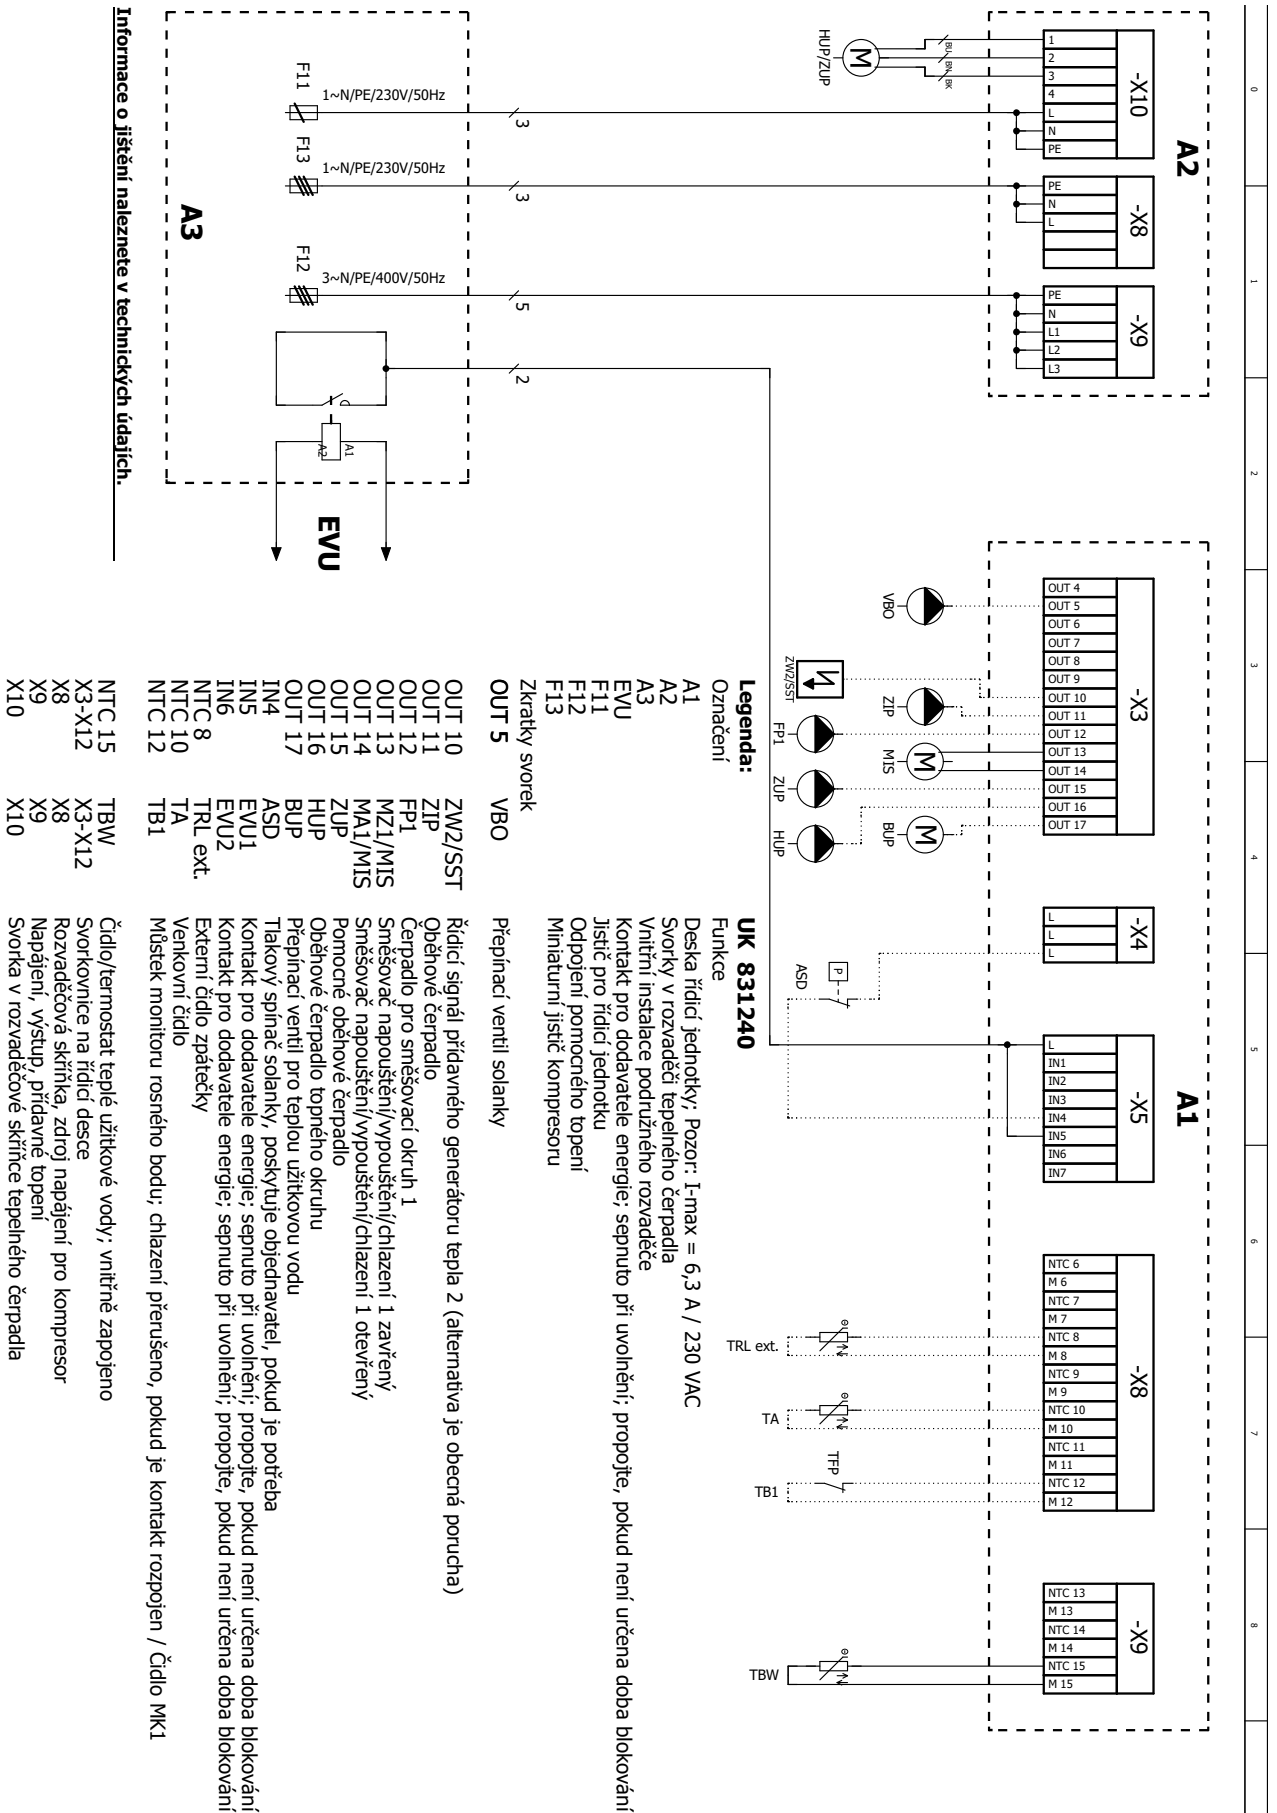 0
1
2
3
4
5
6
7
8
A2
-X10
1
2
3
4
L
N
PE
-X8
PE
N
L
-X9
PE
N
L1
L2
L3
BU
BN
BK
M
HUP/ZUP
3
3
5
2
1~N/PE/230V/50Hz
F11
1~N/PE/230V/50Hz
F13
3~N/PE/400V/50Hz
F12
A1
A2
A3
EVU
Informace o jištění naleznete v technických údajích.
A1
-X3
OUT 4
OUT 5
OUT 6
OUT 7
OUT 8
OUT 9
OUT 10
OUT 11
OUT 12
OUT 13
OUT 14
OUT 15
OUT 16
OUT 17
-X4
L
L
L
-X5
L
IN1
IN2
IN3
IN4
IN5
IN6
IN7
-X8
NTC 6
M 6
NTC 7
M 7
NTC 8
M 8
NTC 9
M 9
NTC 10
M 10
NTC 11
M 11
NTC 12
M 12
-X9
NTC 13
M 13
NTC 14
M 14
NTC 15
M 15
VBO
ZW2/SST
ZIP
FP1
M
MIS
ZUP
HUP
M
BUP
P
ASD
TRL ext.
ϑ
TA
ϑ
TFP
TB1
TBW
ϑ
Legenda: UK 831240
Označení Funkce
A1 Deska řídicí jednotky; Pozor: I-max = 6,3 A / 230 VAC
A2 Svorky v rozvaděči tepelného čerpadla
A3 Vnitřní instalace podružného rozvaděče
EVU Kontakt pro dodavatele energie; sepnuto při uvolnění; propojte, pokud není určena doba blokování
F11 Jistič pro řídicí jednotku
F12 Odpojení pomocného topení
F13 Miniaturní jistič kompresoru
Zkratky svorek
OUT 5 VBO Přepínací ventil solanky
OUT 10 ZW2/SST Řídicí signál přídavného generátoru tepla 2 (alternativa je obecná porucha)
OUT 11 ZIP Oběhové čerpadlo
OUT 12 FP1 Čerpadlo pro směšovací okruh 1
OUT 13 MZ1/MIS Směšovač napouštění/vypouštění/chlazení 1 zavřený
OUT 14 MA1/MIS Směšovač napouštění/vypouštění/chlazení 1 otevřený
OUT 15 ZUP Pomocné oběhové čerpadlo
OUT 16 HUP Oběhové čerpadlo topného okruhu
OUT 17 BUP Přepínací ventil pro teplou užitkovou vodu
IN4 ASD Tlakový spínač solanky, poskytuje objednavatel, pokud je potřeba
IN5 EVU1 Kontakt pro dodavatele energie; sepnuto při uvolnění; propojte, pokud není určena doba blokování
IN6 EVU2 Kontakt pro dodavatele energie; sepnuto při uvolnění; propojte, pokud není určena doba blokování
NTC 8 TRL ext. Externí čidlo zpátečky
NTC 10 TA Venkovní čidlo
NTC 12 TB1 Můstek monitoru rosného bodu; chlazení přerušeno, pokud je kontakt rozpojen / Čidlo MK1
NTC 15 TBW Čidlo/termostat teplé užitkové vody; vnitřně zapojeno
X3-X12 X3-X12 Svorkovnice na řídicí desce
X8 X8 Rozvaděčová skříňka, zdroj napájení pro kompresor
X9 X9 Napájení, výstup, přídavné topení
X10 X10 Svorka v rozvaděčové skříňce tepelného čerpadla